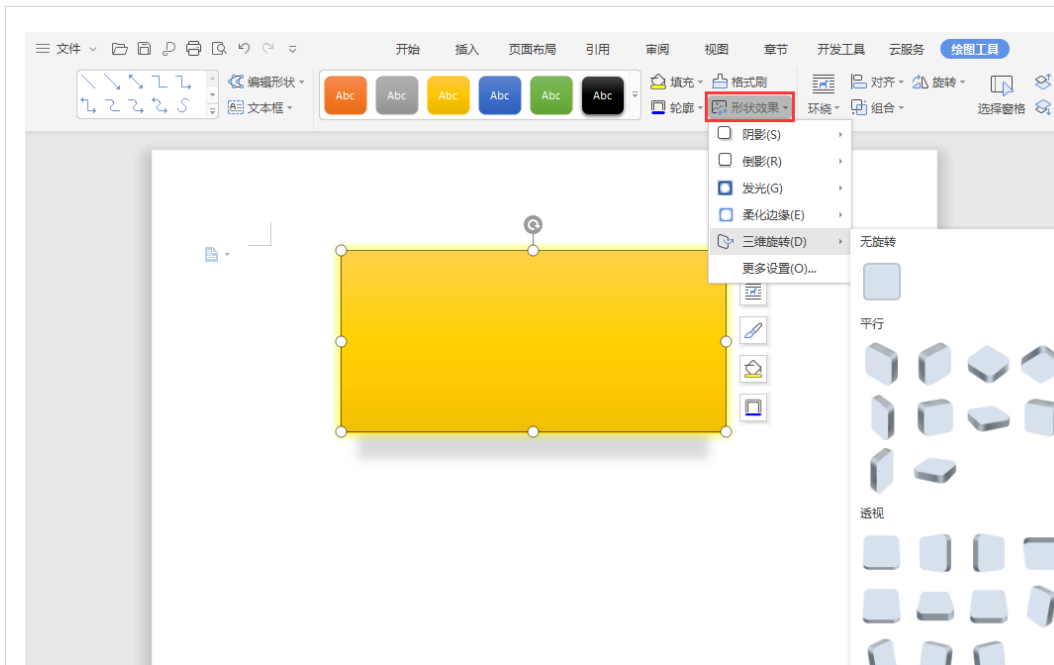 文件 开始 插入 页面布局 引用 审阅 视图 章节 开发工具 云服务 绘图工具
编辑形状 Abc Abc Abc Abc Abc Abc 填充 格式刷 对齐 旋转
文本框 轮廓 形状效果 环绕 组合 选择窗格
阴影(S)
倒影(R)
发光(G)
柔化边缘(E)
三维旋转(D)
更多设置(O)...
无旋转
平行
透视